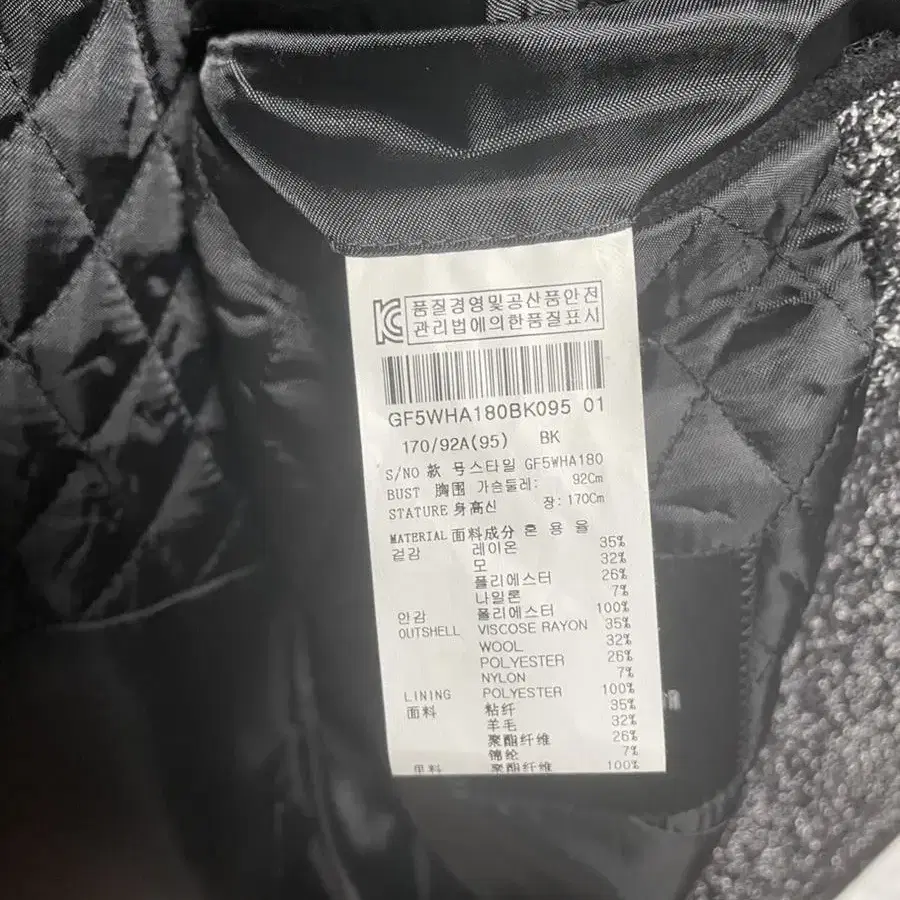 품질경영및공산품안전
관리법에의한품질표시
GF5WHA180BK095 01
170/92A(95) BK
S/NO 款 号스타일 GF5WHA180
BUST 胸围 가슴둘레: 92Cm
STATURE 身高신 장: 170Cm
MATERIAL 面料成分 혼 용 율
겉감 레이온 35%
모 32%
폴리에스터 26%
나일론 7%
안감 폴리에스터 100%
OUTSHELL VISCOSE RAYON 35%
WOOL 32%
POLYESTER 26%
NYLON 7%
LINING POLYESTER 100%
面料 粘纤 35%
羊毛 32%
聚酯纤维 26%
锦纶 7%
里料 聚酯纤维 100%